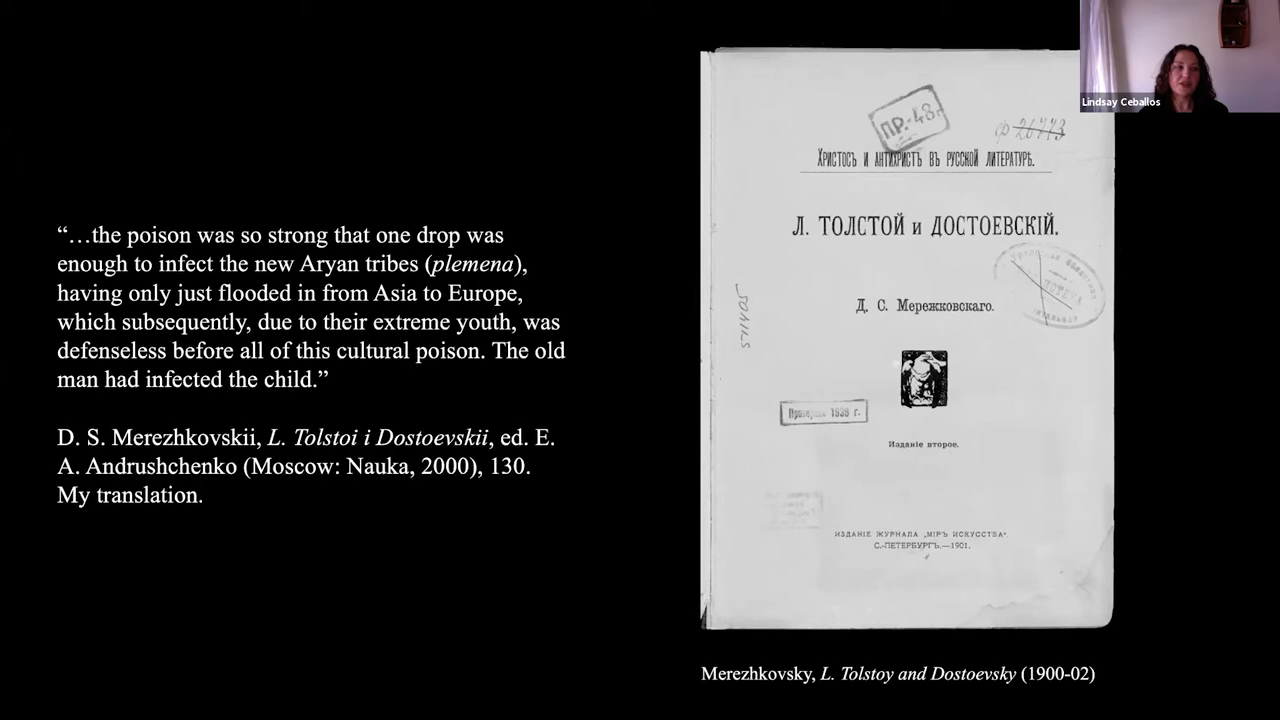 “…the poison was so strong that one drop was
enough to infect the new Aryan tribes (plemena),
having only just flooded in from Asia to Europe,
which subsequently, due to their extreme youth, was
defenseless before all of this cultural poison. The old
man had infected the child.”
D. S. Merezhkovskii, L. Tolstoi i Dostoevskii, ed. E.
A. Andrushchenko (Moscow: Nauka, 2000), 130.
My translation.
Lindsay Ceballos
ПР.-48г
ф 26773
Христосъ и антихристъ въ русской литературѣ.
Л. ТОЛСТОЙ и ДОСТОЕВСКІЙ.
Д. С. Мережковскаго.
1938 г.
Изданіе второе.
ИЗДАНІЕ ЖУРНАЛА „МІРЪ ИСКУССТВА“.
С.-ПЕТЕРБУРГЪ.—1901.
Merezhkovsky, L. Tolstoy and Dostoevsky (1900-02)